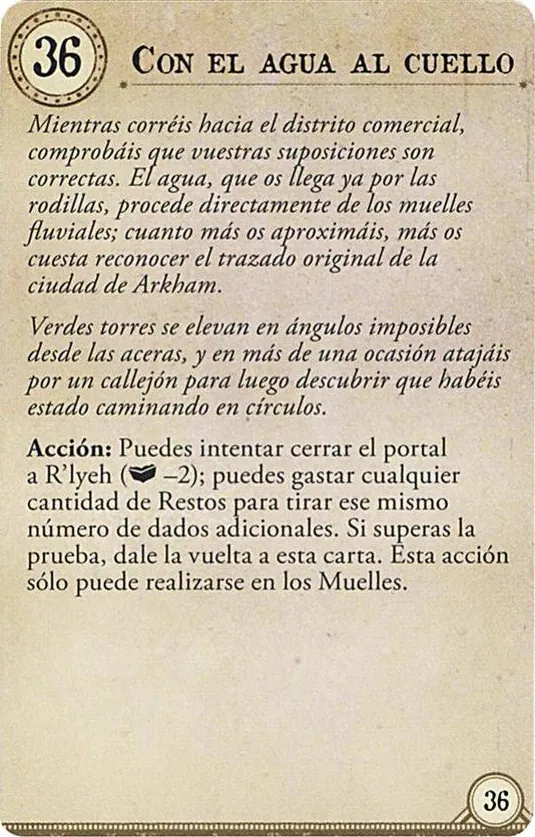 36
CON EL AGUA AL CUELLO
Mientras corréis hacia el distrito comercial,
comprobáis que vuestras suposiciones son
correctas. El agua, que os llega ya por las
rodillas, procede directamente de los muelles
fluviales; cuanto más os aproximáis, más os
cuesta reconocer el trazado original de la
ciudad de Arkham.
Verdes torres se elevan en ángulos imposibles
desde las aceras, y en más de una ocasión atajáis
por un callejón para luego descubrir que habéis
estado caminando en círculos.
Acción: Puedes intentar cerrar el portal
a R'lyeh ( –2); puedes gastar cualquier
cantidad de Restos para tirar ese mismo
número de dados adicionales. Si superas la
prueba, dale la vuelta a esta carta. Esta acción
sólo puede realizarse en los Muelles.
36